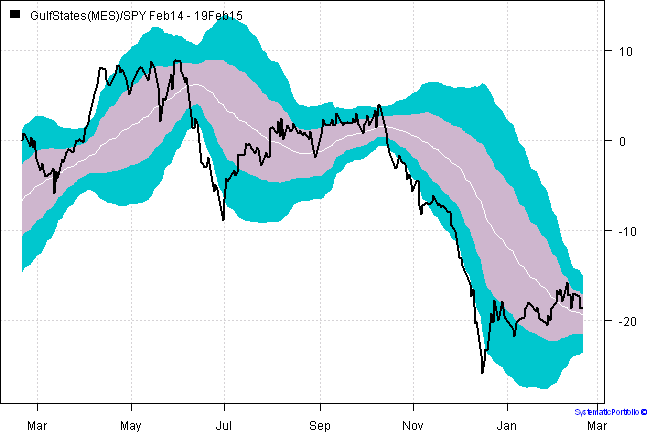 GulfStates(MES)/SPY Feb14 - 19Feb15
10
0
-10
-20
SystematicPortfolio ©
Mar May Jul Sep Nov Jan Mar